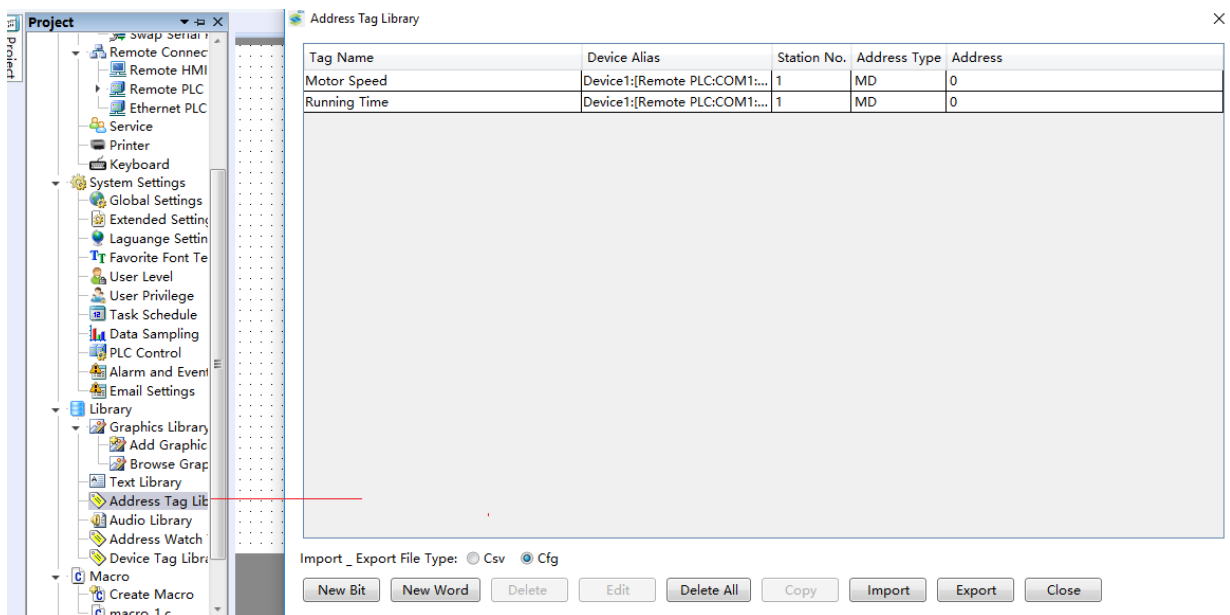 Project
Project
Swap Serial
Remote Connec
Remote HMI
Remote PLC
Ethernet PLC
Service
Printer
Keyboard
System Settings
Global Settings
Extended Setting
Laguange Settin
Favorite Font Te
User Level
User Privilege
Task Schedule
Data Sampling
PLC Control
Alarm and Event
Email Settings
Library
Graphics Library
Add Graphic
Browse Grap
Text Library
Address Tag Lib
Audio Library
Address Watch
Device Tag Libra
Macro
Create Macro
macro_1.c
Address Tag Library
Tag Name Device Alias Station No. Address Type Address
Motor Speed Device1:[Remote PLC:COM1:... 1 MD 0
Running Time Device1:[Remote PLC:COM1:... 1 MD 0
Import _ Export File Type: Csv Cfg
New Bit New Word Delete Edit Delete All Copy Import Export Close